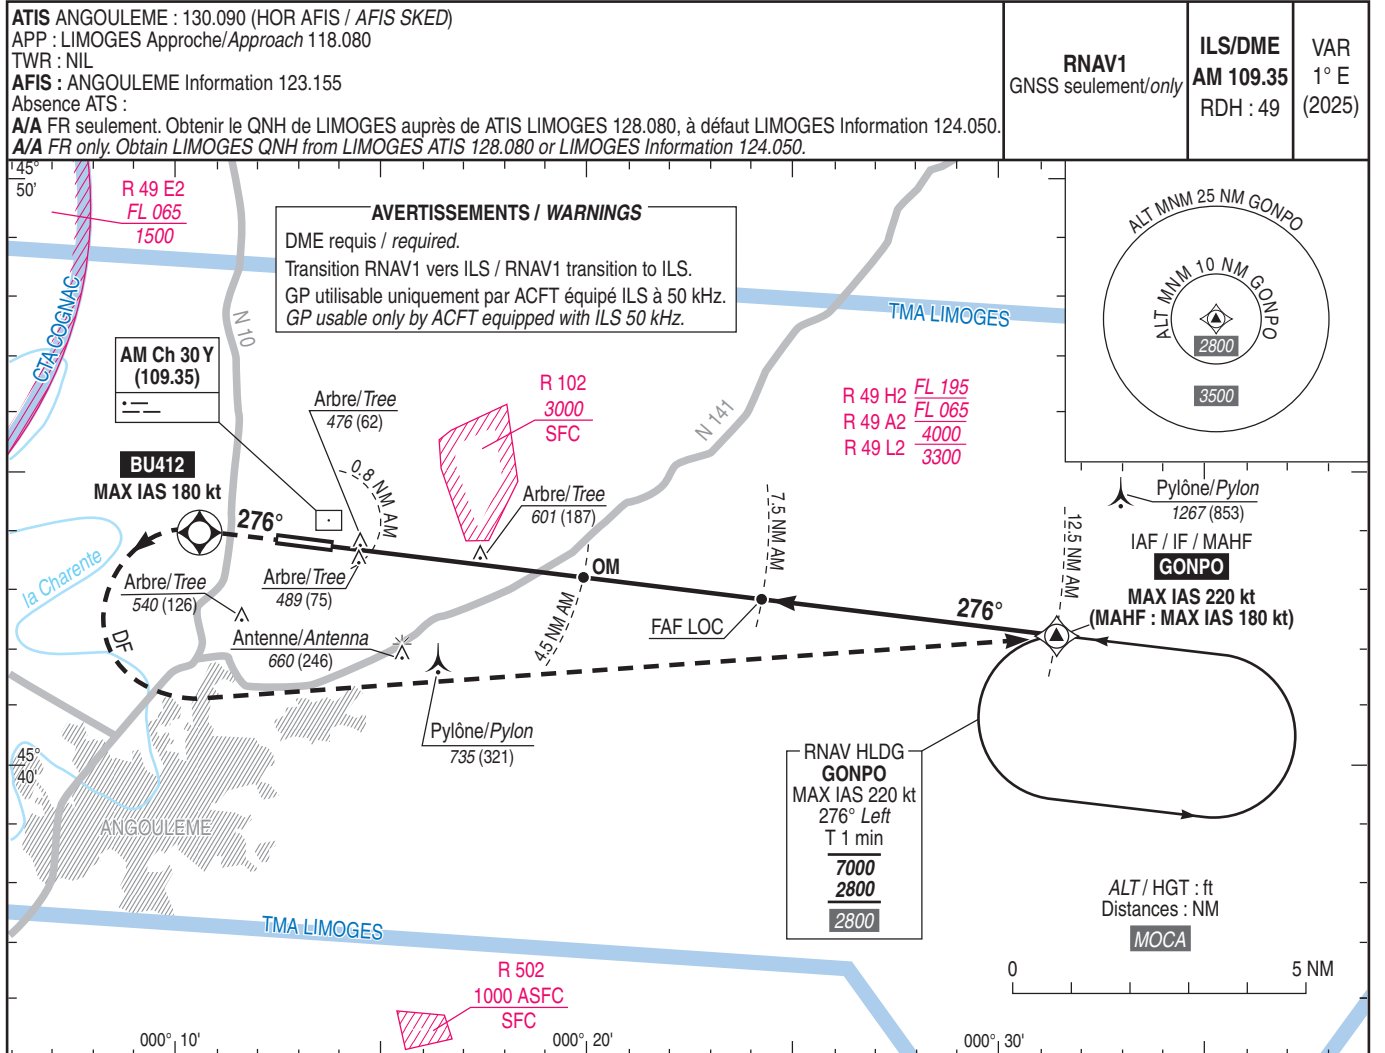 ATIS ANGOULEME : 130.090 (HOR AFIS / AFIS SKED)
APP : LIMOGES Approche/Approach 118.080
TWR : NIL
AFIS : ANGOULEME Information 123.155
Absence ATS :
A/A FR seulement. Obtenir le QNH de LIMOGES auprès de ATIS LIMOGES 128.080, à défaut LIMOGES Information 124.050.
A/A FR only. Obtain LIMOGES QNH from LIMOGES ATIS 128.080 or LIMOGES Information 124.050.
RNAV1
GNSS seulement/only
ILS/DME
AM 109.35
RDH : 49
VAR
1° E
(2025)
45°
50'
R 49 E2
FL 065
1500
AVERTISSEMENTS / WARNINGS
DME requis / required.
Transition RNAV1 vers ILS / RNAV1 transition to ILS.
GP utilisable uniquement par ACFT équipé ILS à 50 kHz.
GP usable only by ACFT equipped with ILS 50 kHz.
ALT MNM 25 NM GONPO
ALT MNM 10 NM GONPO
2800
3500
CTA COGNAC
N 10
TMA LIMOGES
AM Ch 30 Y
(109.35)
Arbre/Tree
476 (62)
R 102
3000
SFC
N 141
R 49 H2 FL 195
R 49 A2 FL 065
4000
R 49 L2 3300
BU412
MAX IAS 180 kt
0.8 NM AM
Arbre/Tree
601 (187)
7.5 NM AM
Pylône/Pylon
1267 (853)
12.5 NM AM
IAF / IF / MAHF
GONPO
MAX IAS 220 kt
(MAHF : MAX IAS 180 kt)
276°
OM
la Charente
Arbre/Tree
540 (126)
Arbre/Tree
489 (75)
4.5 NM AM
FAF LOC
276°
DF
Antenne/Antenna
660 (246)
Pylône/Pylon
735 (321)
45°
40'
RNAV HLDG
GONPO
MAX IAS 220 kt
276° Left
T 1 min
7000
2800
2800
ANGOULEME
ALT / HGT : ft
Distances : NM
MOCA
TMA LIMOGES
R 502
1000 ASFC
SFC
0
5 NM
000° 10'
000° 20'
000° 30'